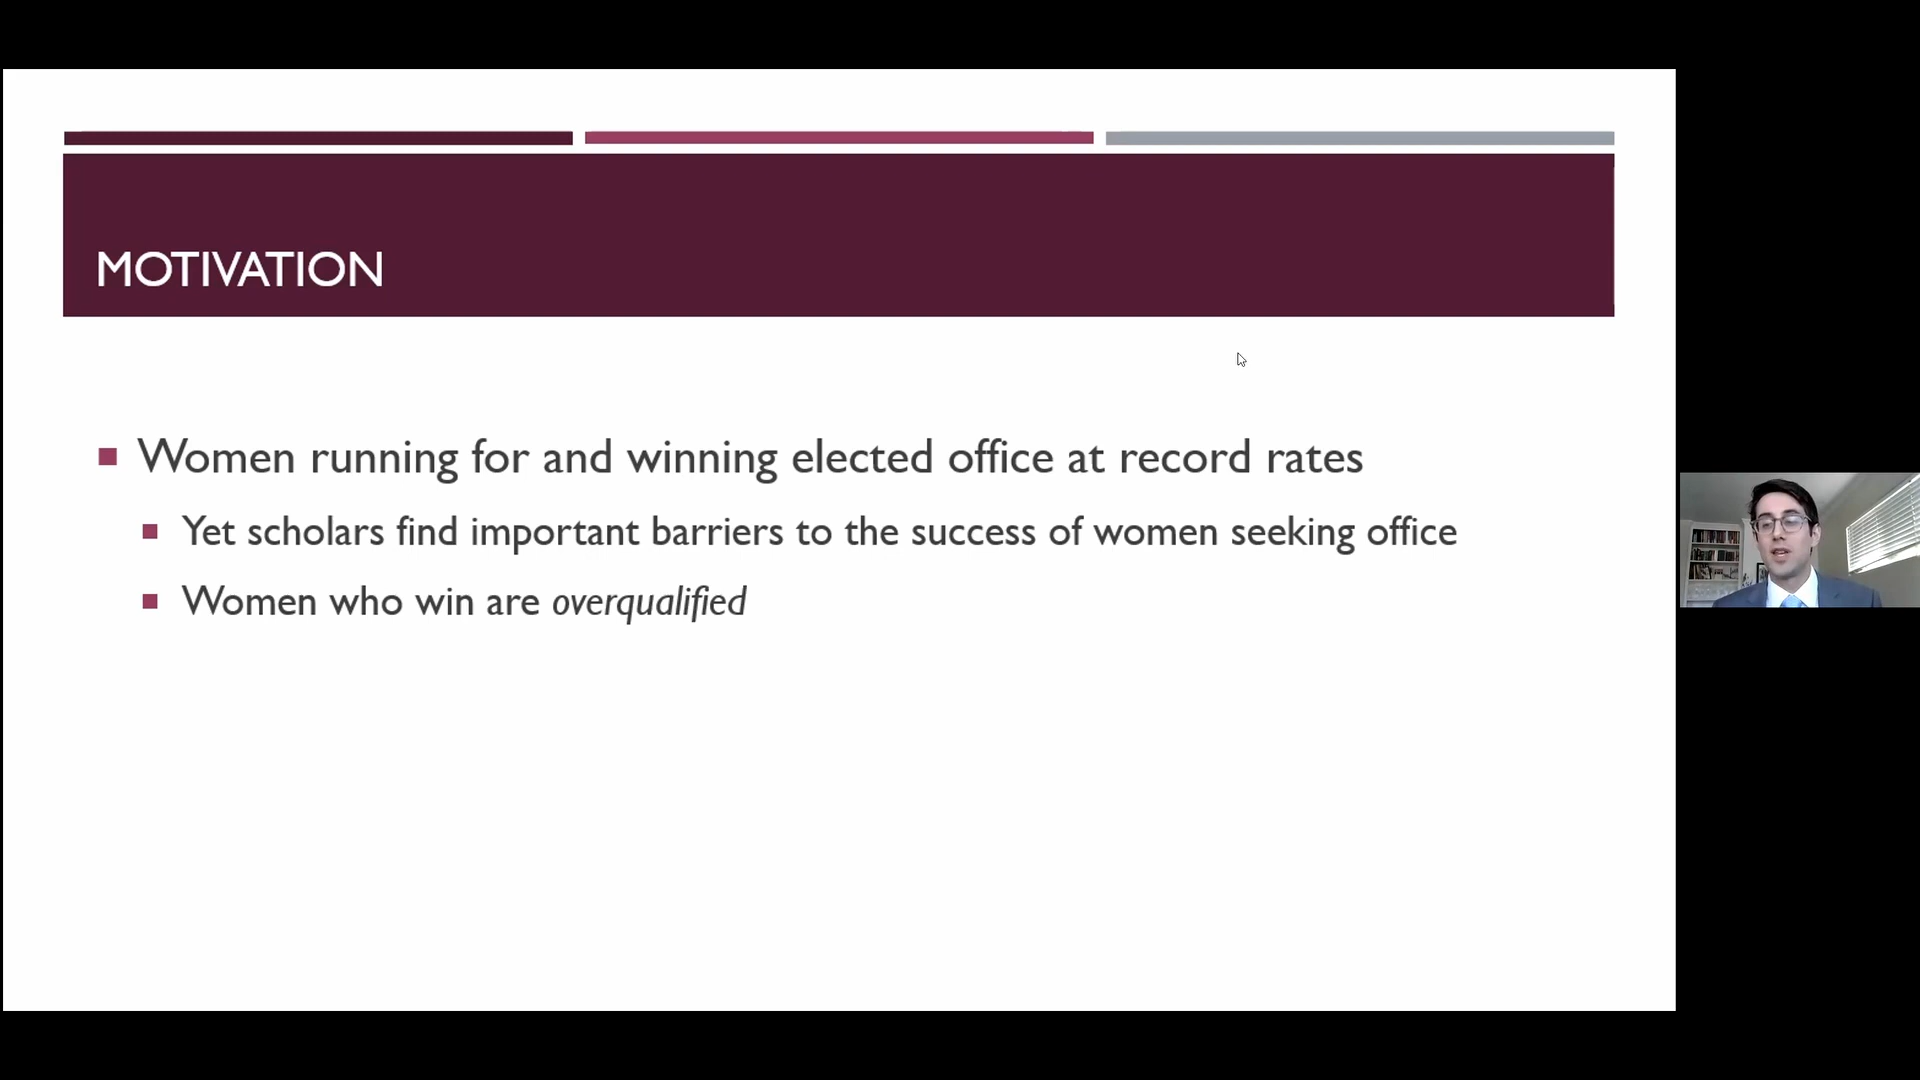 MOTIVATION
Women running for and winning elected office at record rates
Yet scholars find important barriers to the success of women seeking office
Women who win are overqualified